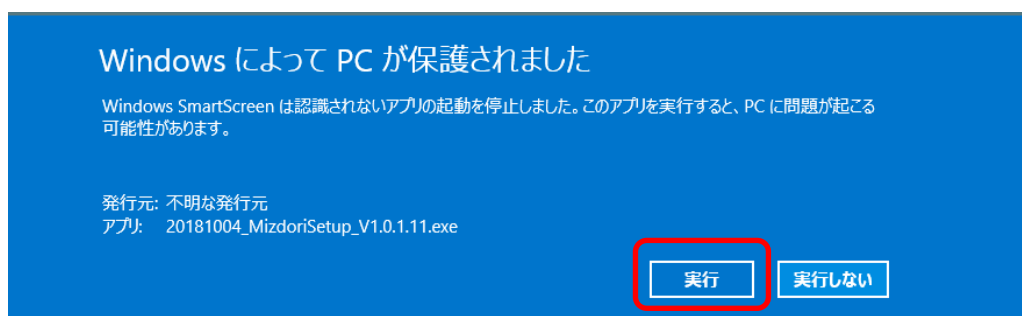 Windows によって PC が保護されました
Windows SmartScreen は認識されないアプリの起動を停止しました。このアプリを実行すると、PC に問題が起こる
可能性があります。
発行元: 不明な発行元
アプリ: 20181004_MizdoriSetup_V1.0.1.11.exe
実行 実行しない